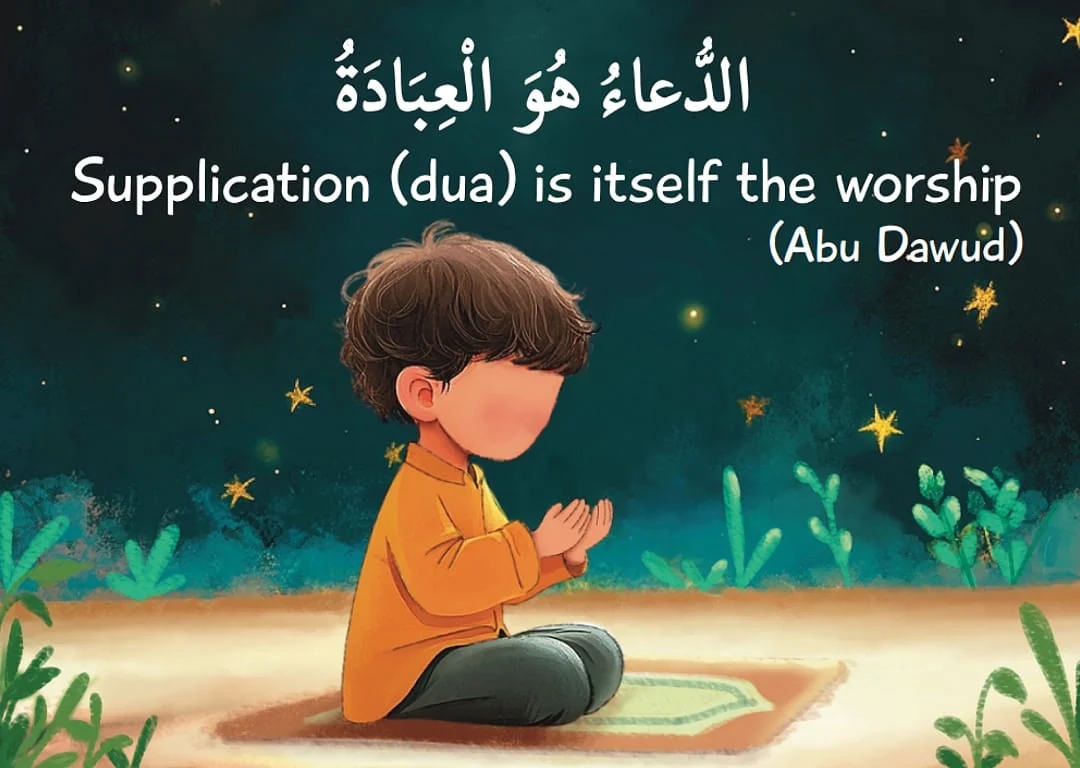 الدُّعاءُ هُوَ الْعِبَادَةُ
Supplication (dua) is itself the worship
(Abu Dawud)